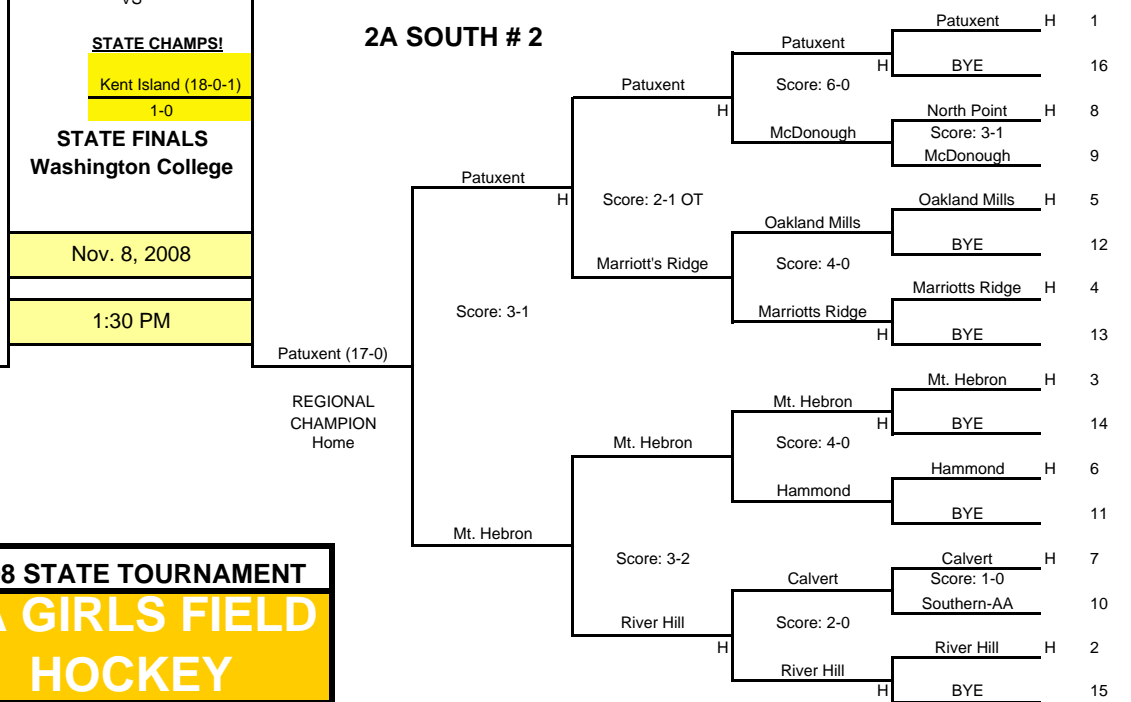 VS
STATE CHAMPS!
Kent Island (18-0-1)
1-0
STATE FINALS
Washington College
Nov. 8, 2008
1:30 PM
2A SOUTH # 2
Patuxent (17-0)
REGIONAL
CHAMPION
Home
Patuxent
H
Score: 3-1
Mt. Hebron
Patuxent
H
Score: 2-1 OT
Marriott's Ridge
Mt. Hebron
Score: 3-2
River Hill
H
Patuxent
H
Score: 6-0
McDonough
Oakland Mills
Score: 4-0
Marriotts Ridge
H
Mt. Hebron
H
Score: 4-0
Hammond
Calvert
Score: 2-0
River Hill
H
Patuxent H 1
BYE 16
North Point H 8
Score: 3-1
McDonough 9
Oakland Mills H 5
BYE 12
Marriotts Ridge H 4
BYE 13
Mt. Hebron H 3
BYE 14
Hammond H 6
BYE 11
Calvert H 7
Score: 1-0
Southern-AA 10
River Hill H 2
BYE 15
8 STATE TOURNAMENT
A GIRLS FIELD
HOCKEY